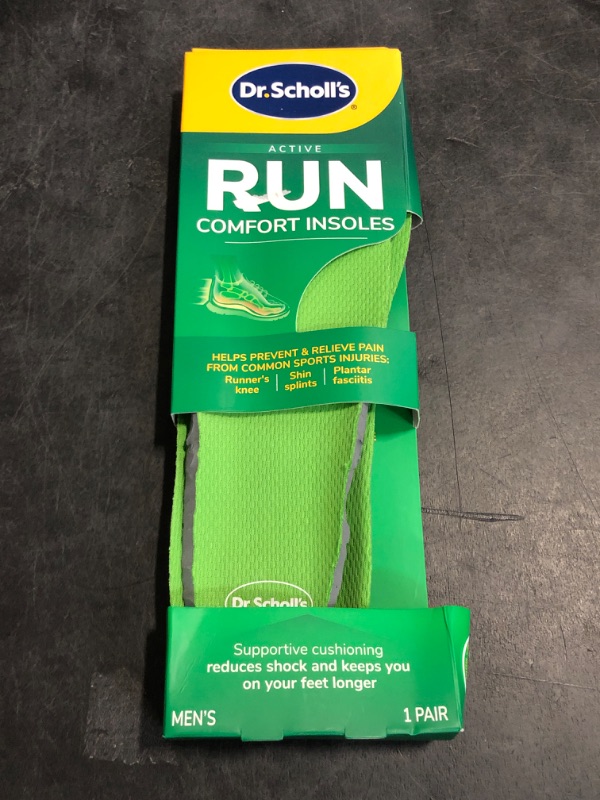 Dr.Scholl's®
ACTIVE
RUN
COMFORT INSOLES
HELPS PREVENT & RELIEVE PAIN
FROM COMMON SPORTS INJURIES:
Runner's knee
Shin splints
Plantar fasciitis
Dr Scholl's
Supportive cushioning
reduces shock and keeps you
on your feet longer
MEN'S 1 PAIR